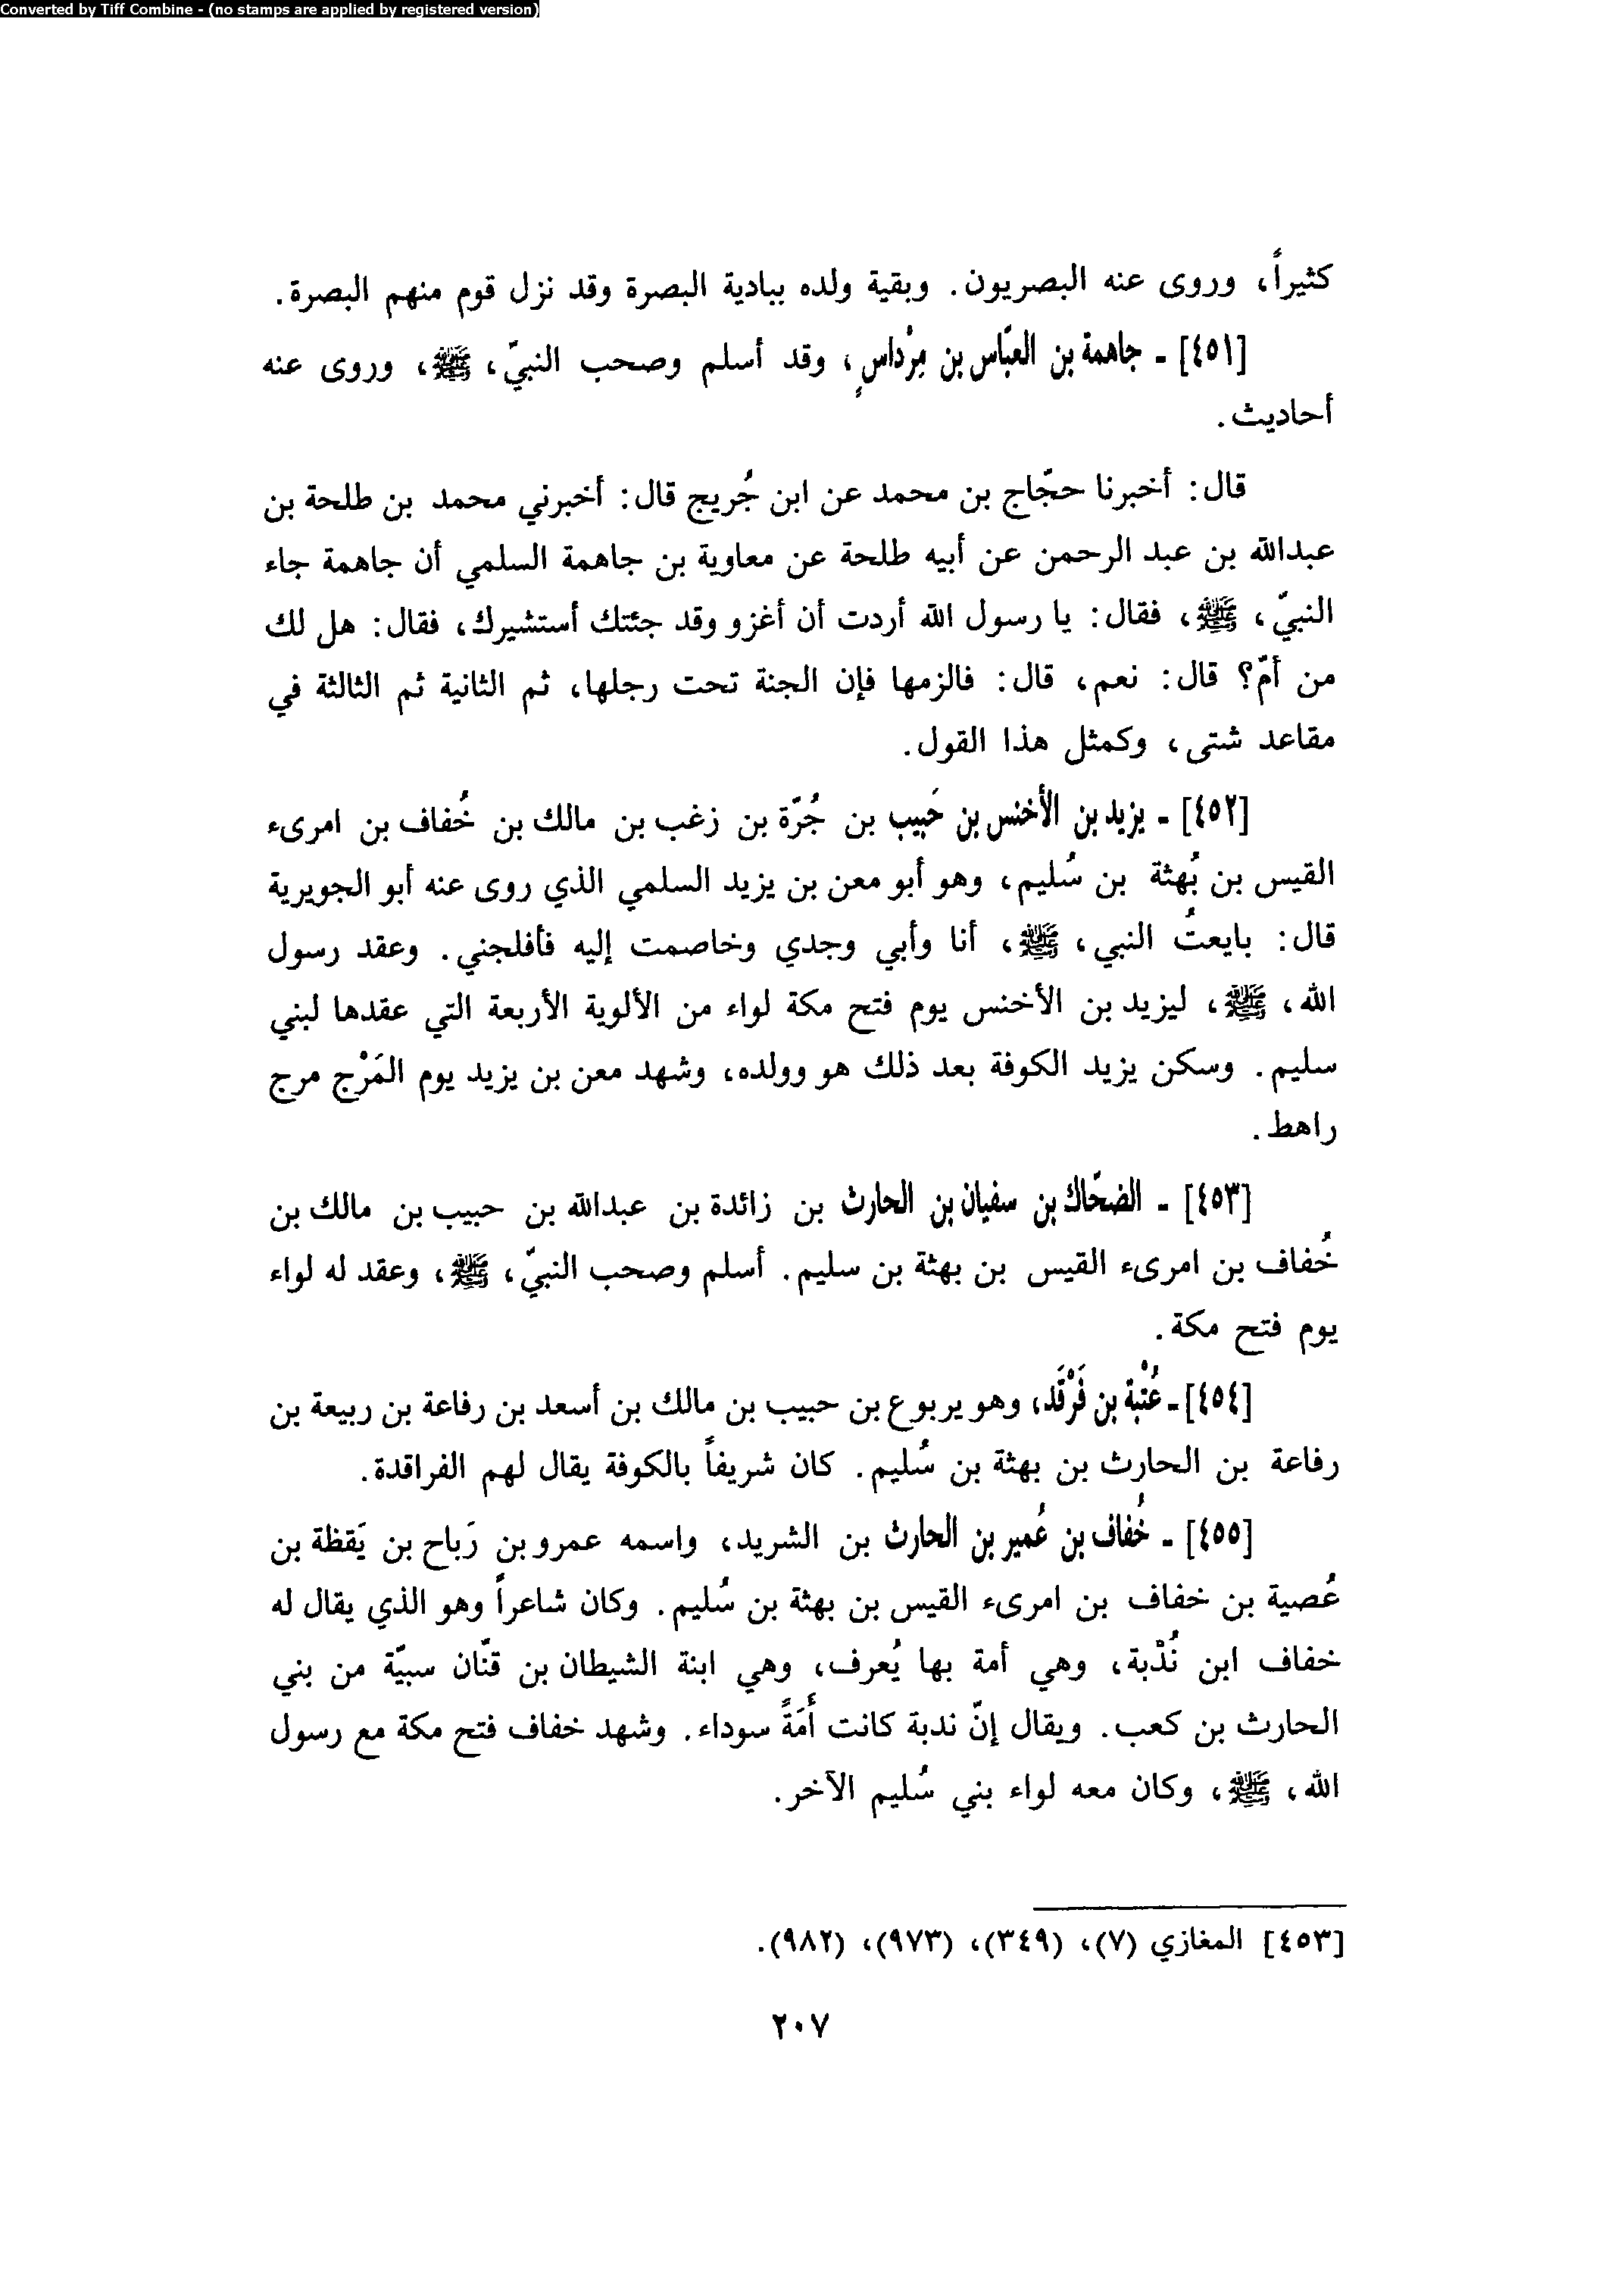 Converted by Tiff Combine - (no stamps are applied by registered version)
كثيراً، وروى عنه البصريون. وبقية ولده ببادية البصرة وقد نزل قوم منهم البصرة.
[٤٥١] - جاهمة بن العبّاس بن مِرْداسٍ، وقد أسلم وصحب النبيّ، ﷺ، وروى عنه
أحاديث.
قال: أخبرنا حجّاج بن محمد عن ابن جُريج قال: أخبرني محمد بن طلحة بن
عبدالله بن عبد الرحمن عن أبيه طلحة عن معاوية بن جاهمة السلمي أن جاهمة جاء
النبيّ، ﷺ، فقال: يا رسول الله أردت أن أغزو وقد جئتك أستشيرك، فقال: هل لك
من أمّ؟ قال: نعم، قال: فالزمها فإن الجنة تحت رجلها، ثم الثانية ثم الثالثة في
مقاعد شتى، وكمثل هذا القول.
[٤٥٢] - يزيد بن الأخنس بن حَبيب بن جُرّة بن زغب بن مالك بن خُفاف بن امرىء
القيس بن بُهثة بن سُليم، وهو أبو معن بن يزيد السلمي الذي روى عنه أبو الجويرية
قال: بايعتُ النبي، ﷺ، أنا وأبي وجدي وخاصمت إليه فأفلجني. وعقد رسول
الله، ﷺ، ليزيد بن الأخنس يوم فتح مكة لواء من الألوية الأربعة التي عقدها لبني
سليم. وسكن يزيد الكوفة بعد ذلك هو وولده، وشهد معن بن يزيد يوم المَرْج مرج
راهط.
[٤٥٣] - الضحّاك بن سفيان بن الحارث بن زائدة بن عبدالله بن حبيب بن مالك بن
خُفاف بن امرىء القيس بن بهثة بن سليم. أسلم وصحب النبيّ، ﷺ، وعقد له لواء
يوم فتح مكة.
[٤٥٤] - عُتْبة بن فَرْقَد، وهو يربوع بن حبيب بن مالك بن أسعد بن رفاعة بن ربيعة بن
رفاعة بن الحارث بن بهثة بن سُليم. كان شريفاً بالكوفة يقال لهم الفراقدة.
[٤٥٥] - خُفاف بن عُمير بن الحارث بن الشريد، واسمه عمرو بن رَباح بن يَقظة بن
عُصية بن خفاف بن امرىء القيس بن بهثة بن سُليم. وكان شاعراً وهو الذي يقال له
خفاف ابن نُدْبة، وهي أمة بها يُعرف، وهي ابنة الشيطان بن قنّان سبيّة من بني
الحارث بن كعب. ويقال إنّ ندبة كانت أَمَةً سوداء. وشهد خفاف فتح مكة مع رسول
الله، ﷺ، وكان معه لواء بني سُليم الآخر.
[٤٥٣] المغازي (٧)، (٣٤٩)، (٩٧٣)، (٩٨٢).
٢٠٧